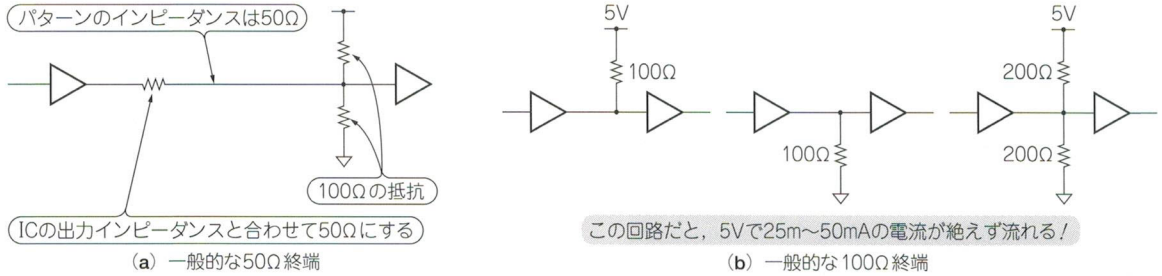 パターンのインピーダンスは50Ω
100Ωの抵抗
ICの出力インピーダンスと合わせて50Ωにする
(a) 一般的な50Ω終端
5V
100Ω
100Ω
5V
200Ω
200Ω
この回路だと，5Vで25m～50mAの電流が絶えず流れる！
(b) 一般的な100Ω終端